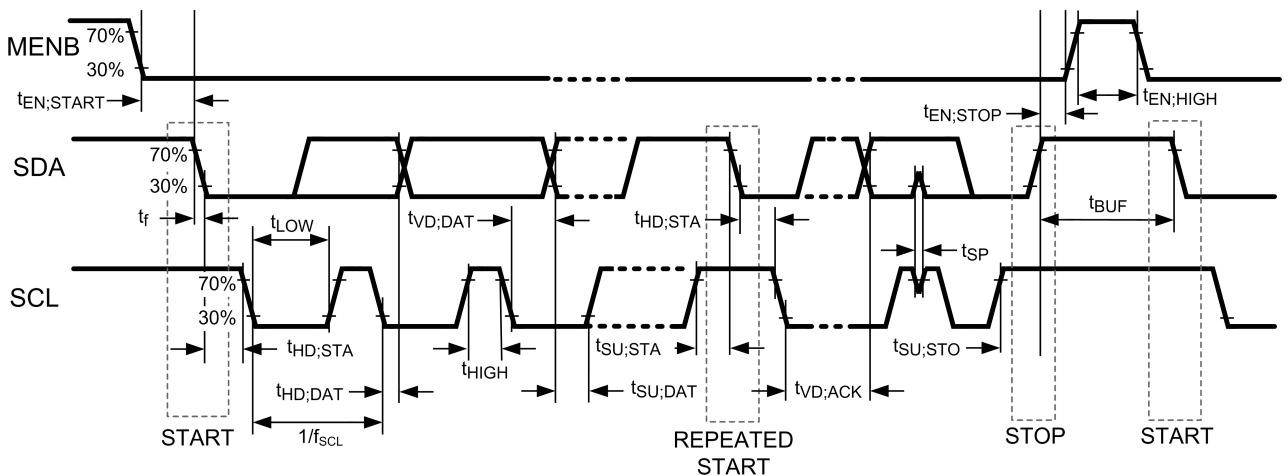 MENB
70%
30%
tEN;START
tEN;STOP
tEN;HIGH
SDA
70%
30%
tf
tLOW
tVD;DAT
tHD;STA
tSP
tBUF
SCL
70%
30%
tHD;STA
tHD;DAT
tHIGH
tSU;STA
tSU;DAT
tVD;ACK
tSU;STO
1/fSCL
START
REPEATED
START
STOP
START